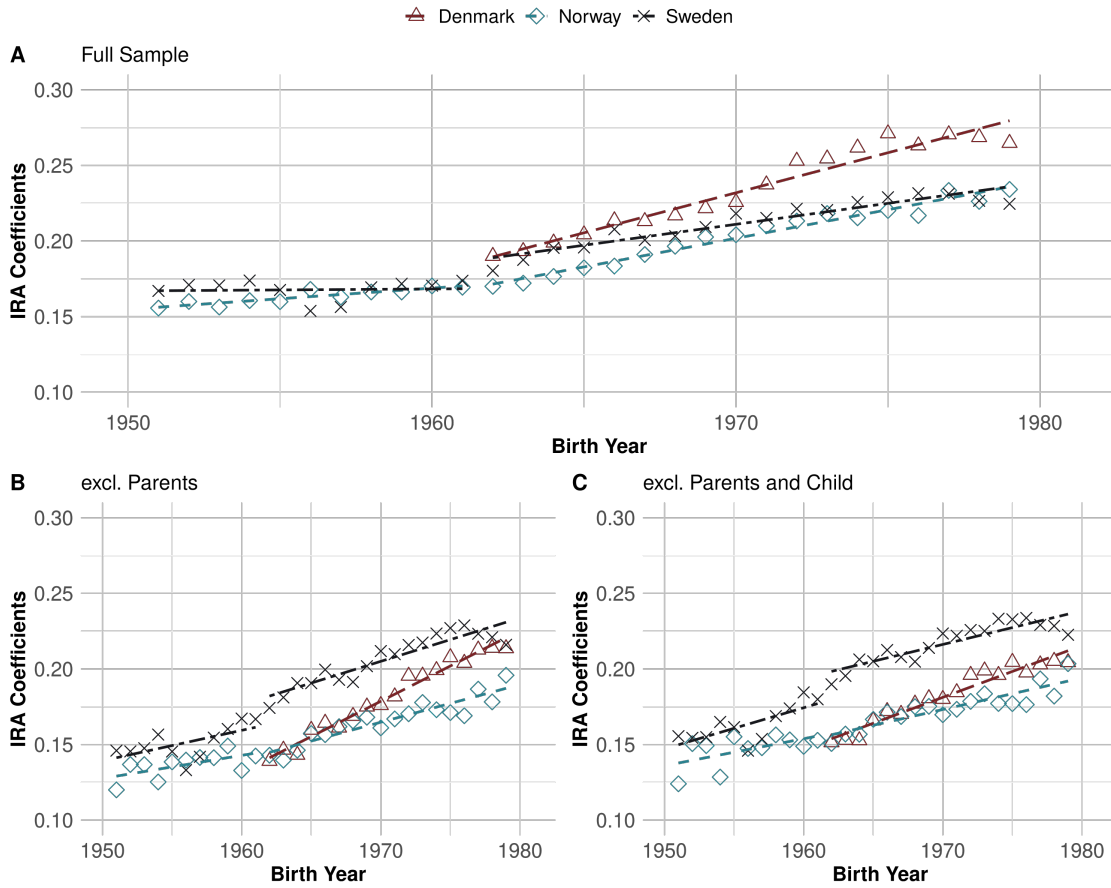 Denmark Norway Sweden
A Full Sample
0.30
0.25
0.20
0.15
0.10
IRA Coefficients
1950 1960 1970 1980
Birth Year
B excl. Parents
0.30
0.25
0.20
0.15
0.10
IRA Coefficients
1950 1960 1970 1980
Birth Year
C excl. Parents and Child
0.30
0.25
0.20
0.15
0.10
IRA Coefficients
1950 1960 1970 1980
Birth Year